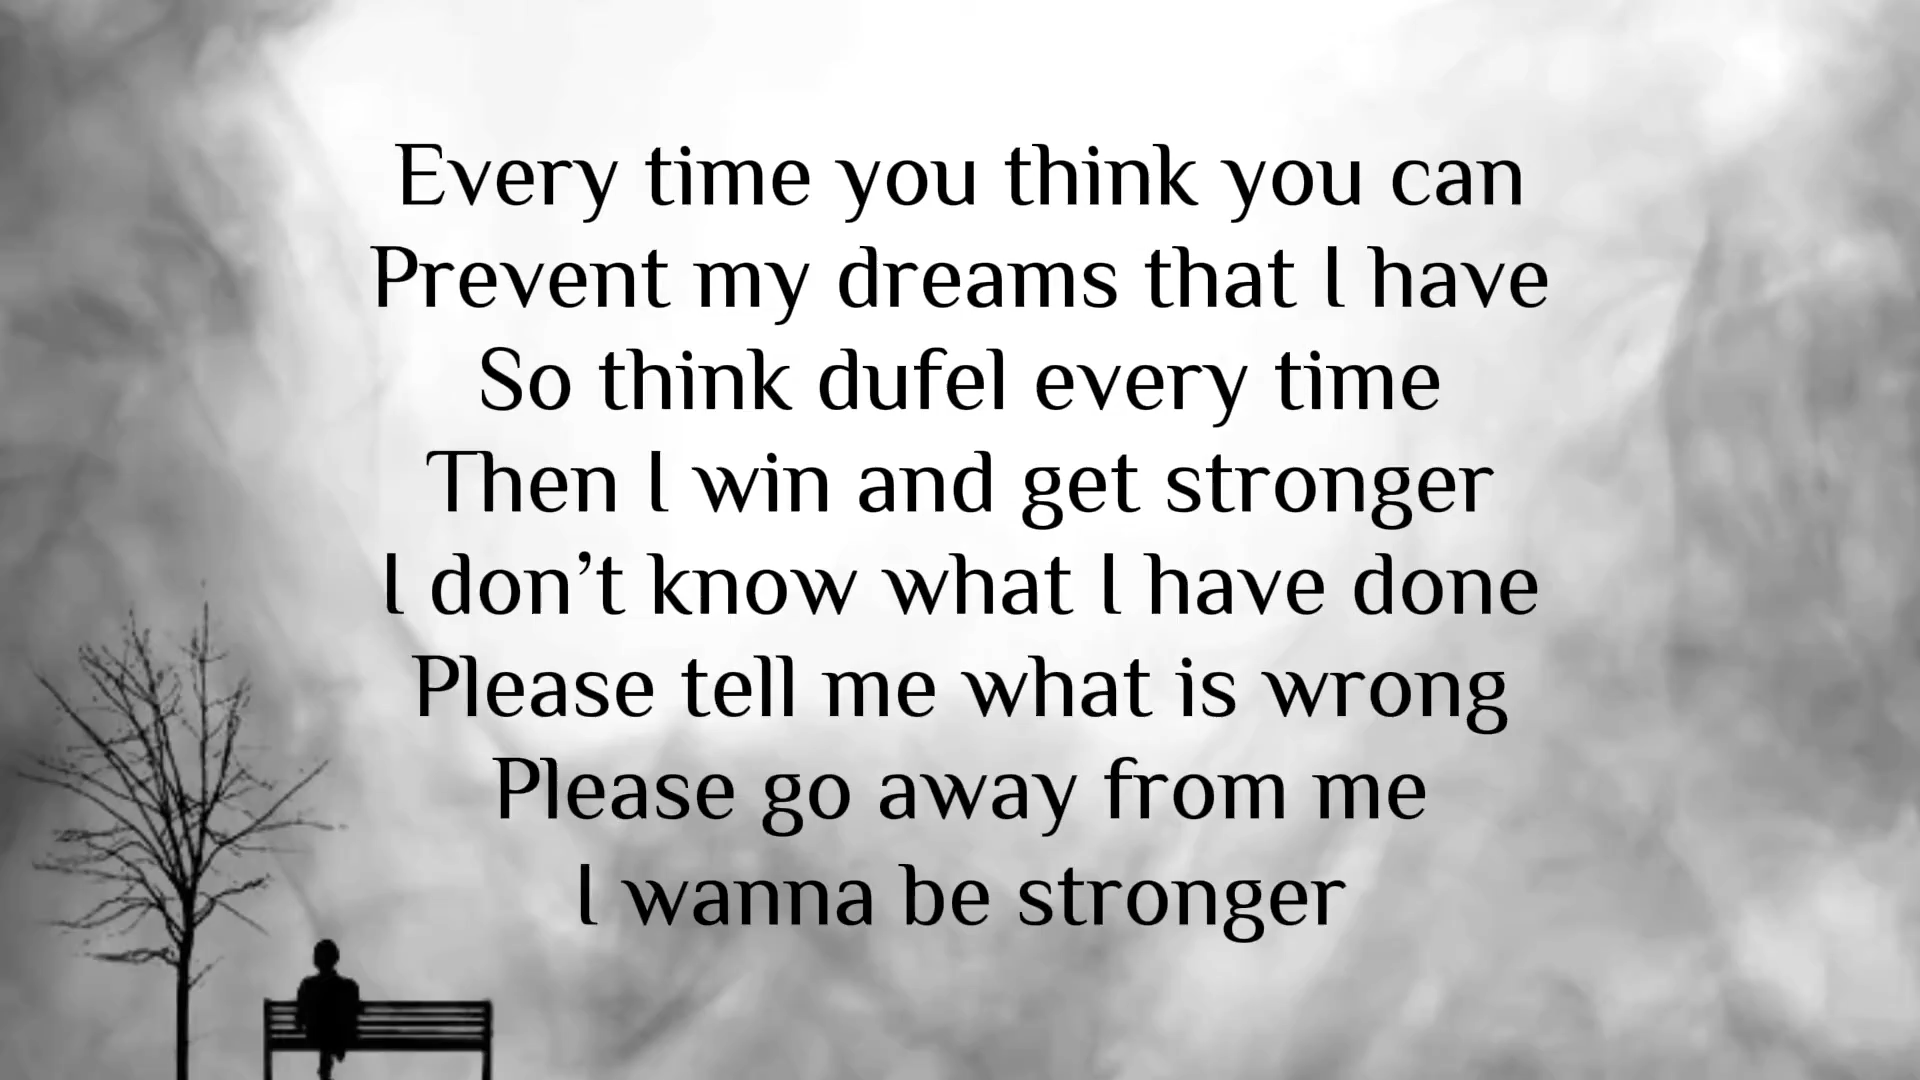 Every time you think you can
Prevent my dreams that I have
So think dufel every time
Then I win and get stronger
I don’t know what I have done
Please tell me what is wrong
Please go away from me
I wanna be stronger